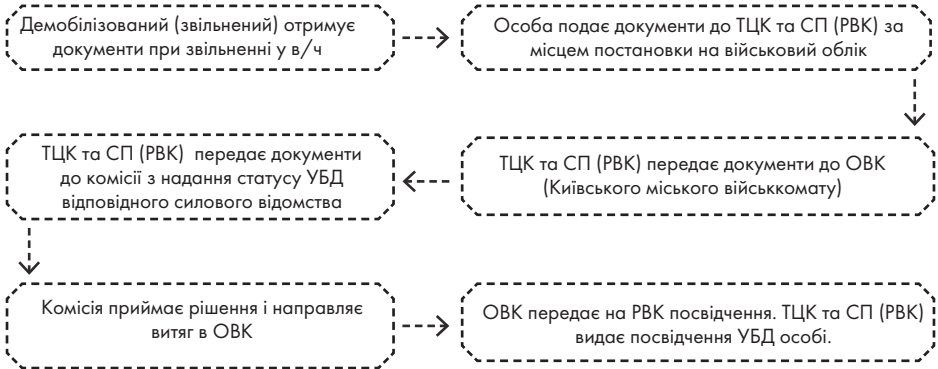 Демобілізований (звільнений) отримує
документи при звільненні у в/ч
Особа подає документи до ТЦК та СП (РВК) за
місцем постановки на військовий облік
ТЦК та СП (РВК) передає документи до ОВК
(Київського міського військкомату)
ТЦК та СП (РВК) передає документи
до комісії з надання статусу УБД
відповідного силового відомства
Комісія приймає рішення і направляє
витяг в ОВК
ОВК передає на РВК посвідчення. ТЦК та СП (РВК)
видає посвідчення УБД особі.